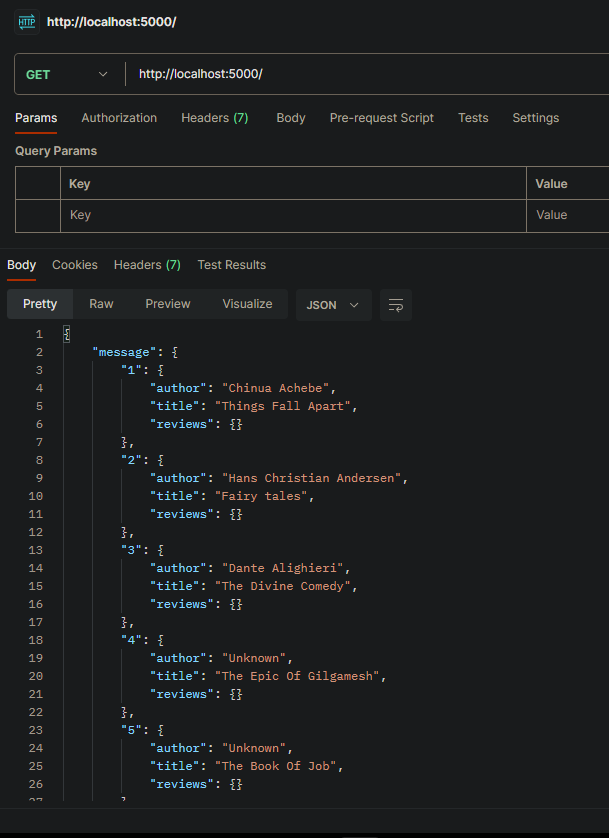 HTTP http://localhost:5000/
GET http://localhost:5000/
Params Authorization Headers (7) Body Pre-request Script Tests Settings
Query Params
Key Value
Key Value
Body Cookies Headers (7) Test Results
Pretty Raw Preview Visualize JSON
1 {
2 "message": {
3 "1": {
4 "author": "Chinua Achebe",
5 "title": "Things Fall Apart",
6 "reviews": {}
7 },
8 "2": {
9 "author": "Hans Christian Andersen",
10 "title": "Fairy tales",
11 "reviews": {}
12 },
13 "3": {
14 "author": "Dante Alighieri",
15 "title": "The Divine Comedy",
16 "reviews": {}
17 },
18 "4": {
19 "author": "Unknown",
20 "title": "The Epic Of Gilgamesh",
21 "reviews": {}
22 },
23 "5": {
24 "author": "Unknown",
25 "title": "The Book Of Job",
26 "reviews": {}